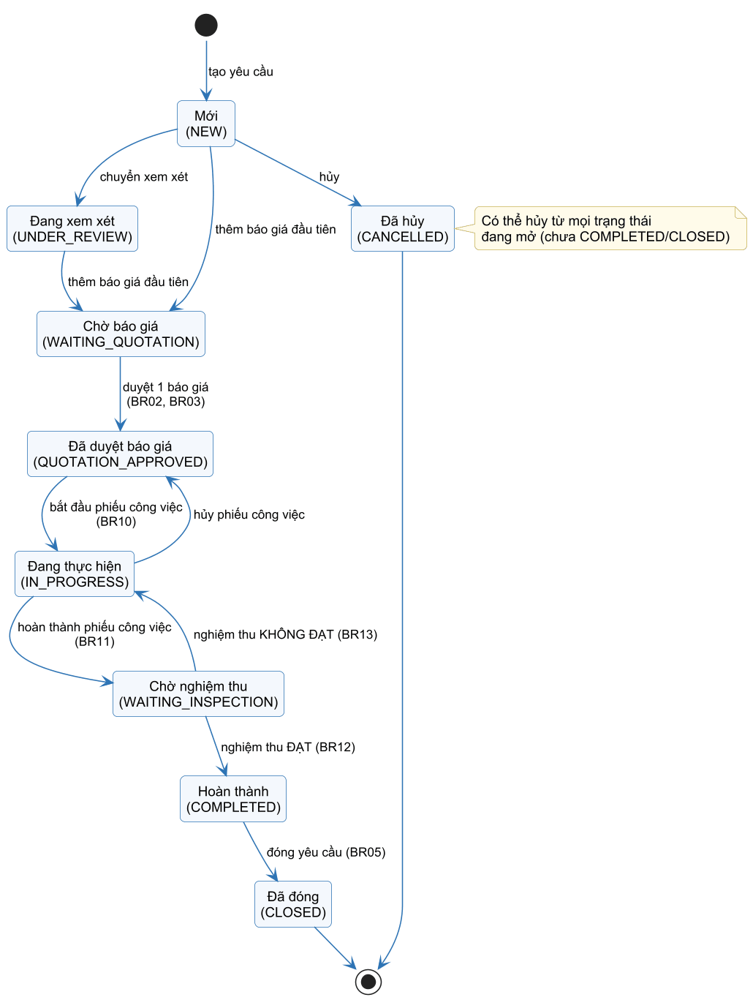 tạo yêu cầu
Mới
(NEW)
chuyển xem xét
hủy
Đang xem xét
(UNDER_REVIEW)
thêm báo giá đầu tiên
Đã hủy
(CANCELLED)
Có thể hủy từ mọi trạng thái
đang mở (chưa COMPLETED/CLOSED)
thêm báo giá đầu tiên
Chờ báo giá
(WAITING_QUOTATION)
duyệt 1 báo giá
(BR02, BR03)
Đã duyệt báo giá
(QUOTATION_APPROVED)
bắt đầu phiếu công việc
(BR10)
hủy phiếu công việc
Đang thực hiện
(IN_PROGRESS)
hoàn thành phiếu công việc
(BR11)
nghiệm thu KHÔNG ĐẠT (BR13)
Chờ nghiệm thu
(WAITING_INSPECTION)
nghiệm thu ĐẠT (BR12)
Hoàn thành
(COMPLETED)
đóng yêu cầu (BR05)
Đã đóng
(CLOSED)